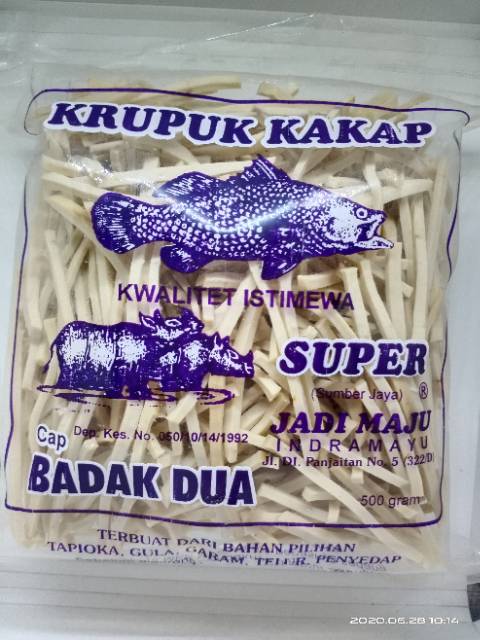 KRUPUK KAKAP
KWALITET ISTIMEWA
SUPER
(Sumber Jaya) ®
JADI MAJU
INDRAMAYU
Jl. DI. Panjaitan No. 5 (322/D)
Cap Dep. Kes. No. 050/10/14/1992
BADAK DUA
500 gram
TERBUAT DARI BAHAN PILIHAN
TAPIOKA, GULA, GARAM, TELUR, PENYEDAP
2020.06.28 10:14